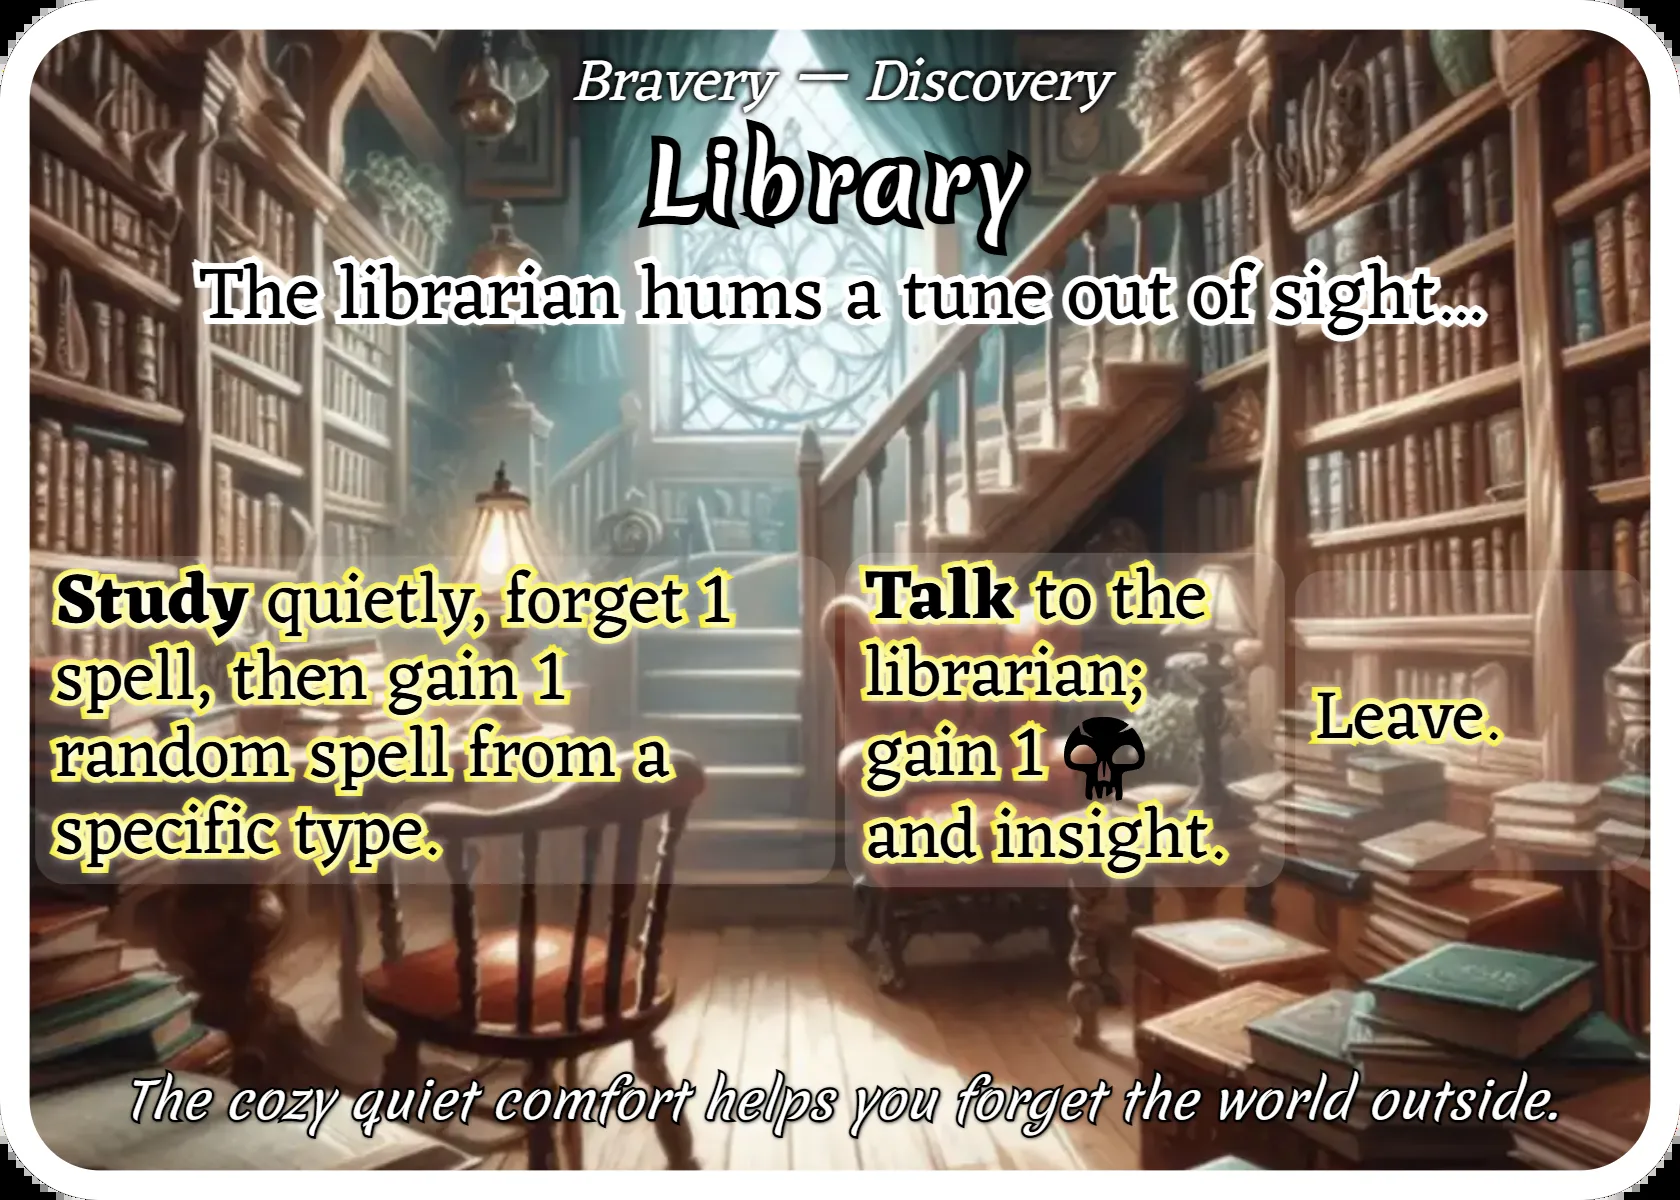 Bravery — Discovery
Library
The librarian hums a tune out of sight...
Study quietly, forget 1
spell, then gain 1
random spell from a
specific type.
Talk to the
librarian;
gain 1
and insight.
Leave.
The cozy quiet comfort helps you forget the world outside.